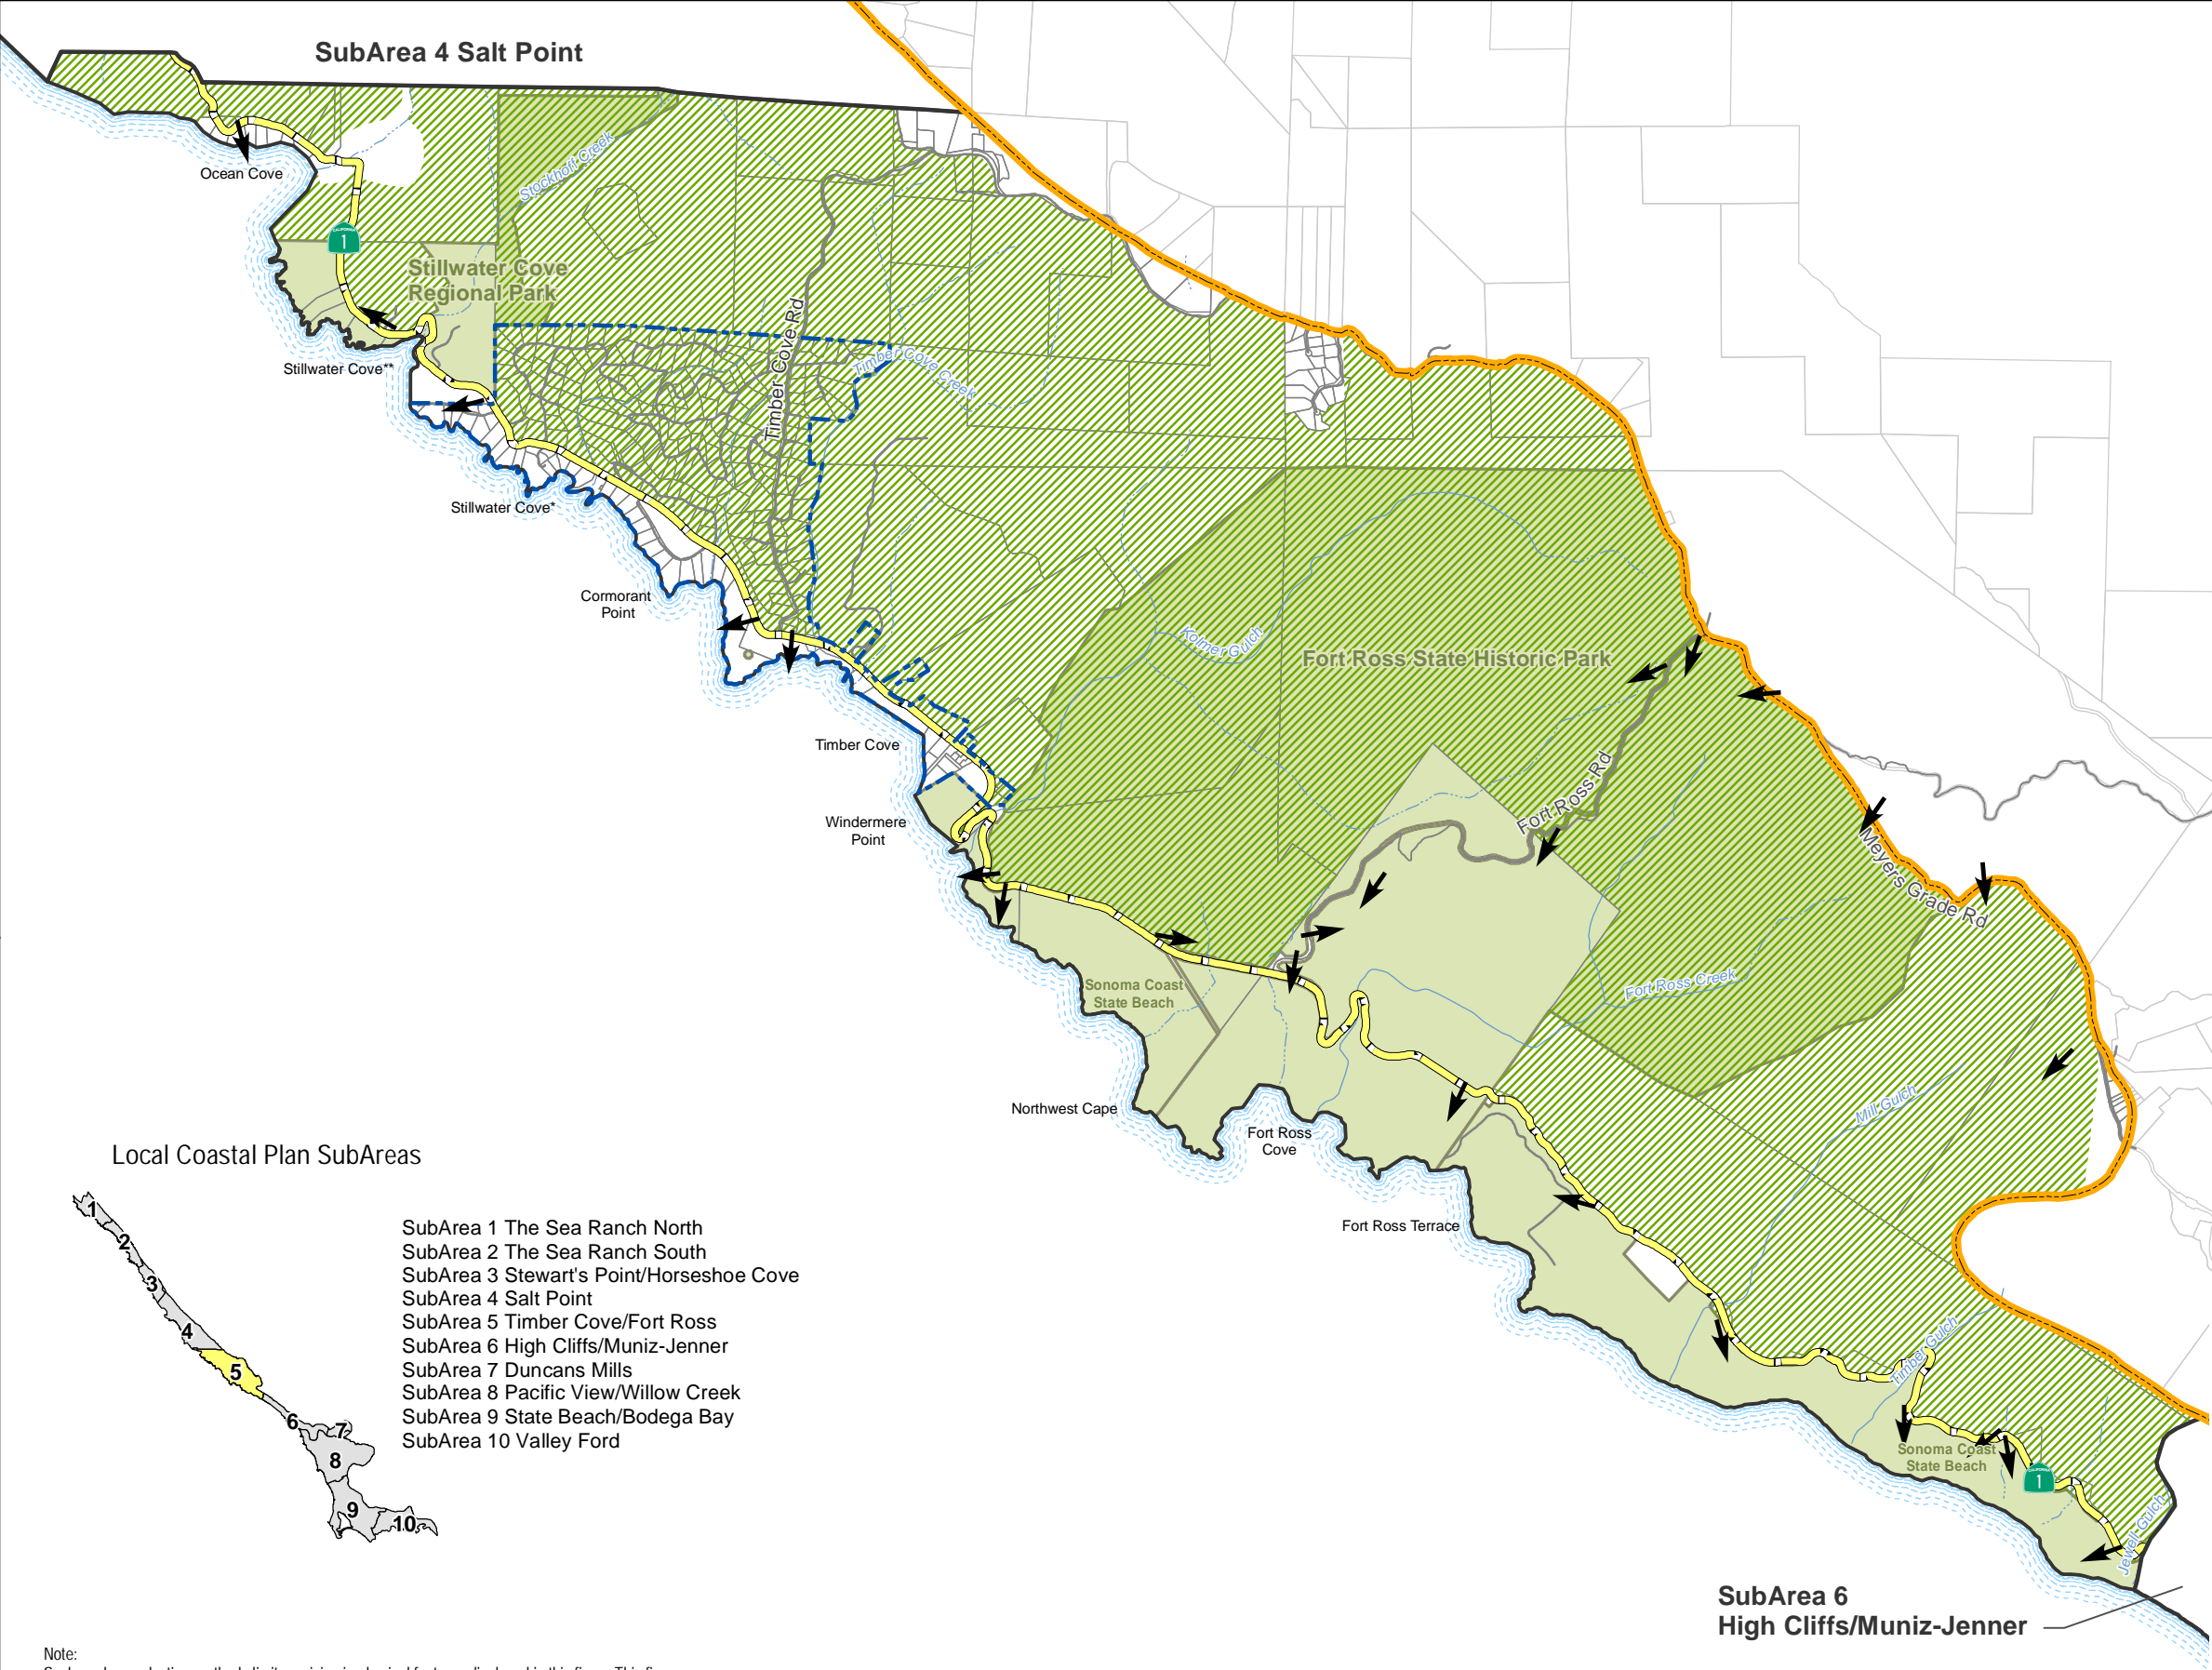 SubArea 4 Salt Point
Stockhoff Creek
Ocean Cove
CALIFORNIA
1
Stillwater Cove
Regional Park
Timber Cove Rd
Stillwater Cove**
Timber Cove Creek
Stillwater Cove*
Cormorant
Point
Kolmer Gulch
Fort Ross State Historic Park
Timber Cove
Fort Ross Rd
Windermere
Point
Meyers Grade Rd
Sonoma Coast
State Beach
Fort Ross Creek
Northwest Cape
Mill Gulch
Fort Ross
Cove
Fort Ross Terrace
Timber Gulch
Sonoma Coast
State Beach
CALIFORNIA
1
Jewell Gulch
SubArea 6
High Cliffs/Muniz-Jenner
Local Coastal Plan SubAreas
1
2
3
4
5
6
7
8
9
10
SubArea 1 The Sea Ranch North
SubArea 2 The Sea Ranch South
SubArea 3 Stewart's Point/Horseshoe Cove
SubArea 4 Salt Point
SubArea 5 Timber Cove/Fort Ross
SubArea 6 High Cliffs/Muniz-Jenner
SubArea 7 Duncans Mills
SubArea 8 Pacific View/Willow Creek
SubArea 9 State Beach/Bodega Bay
SubArea 10 Valley Ford
Note: